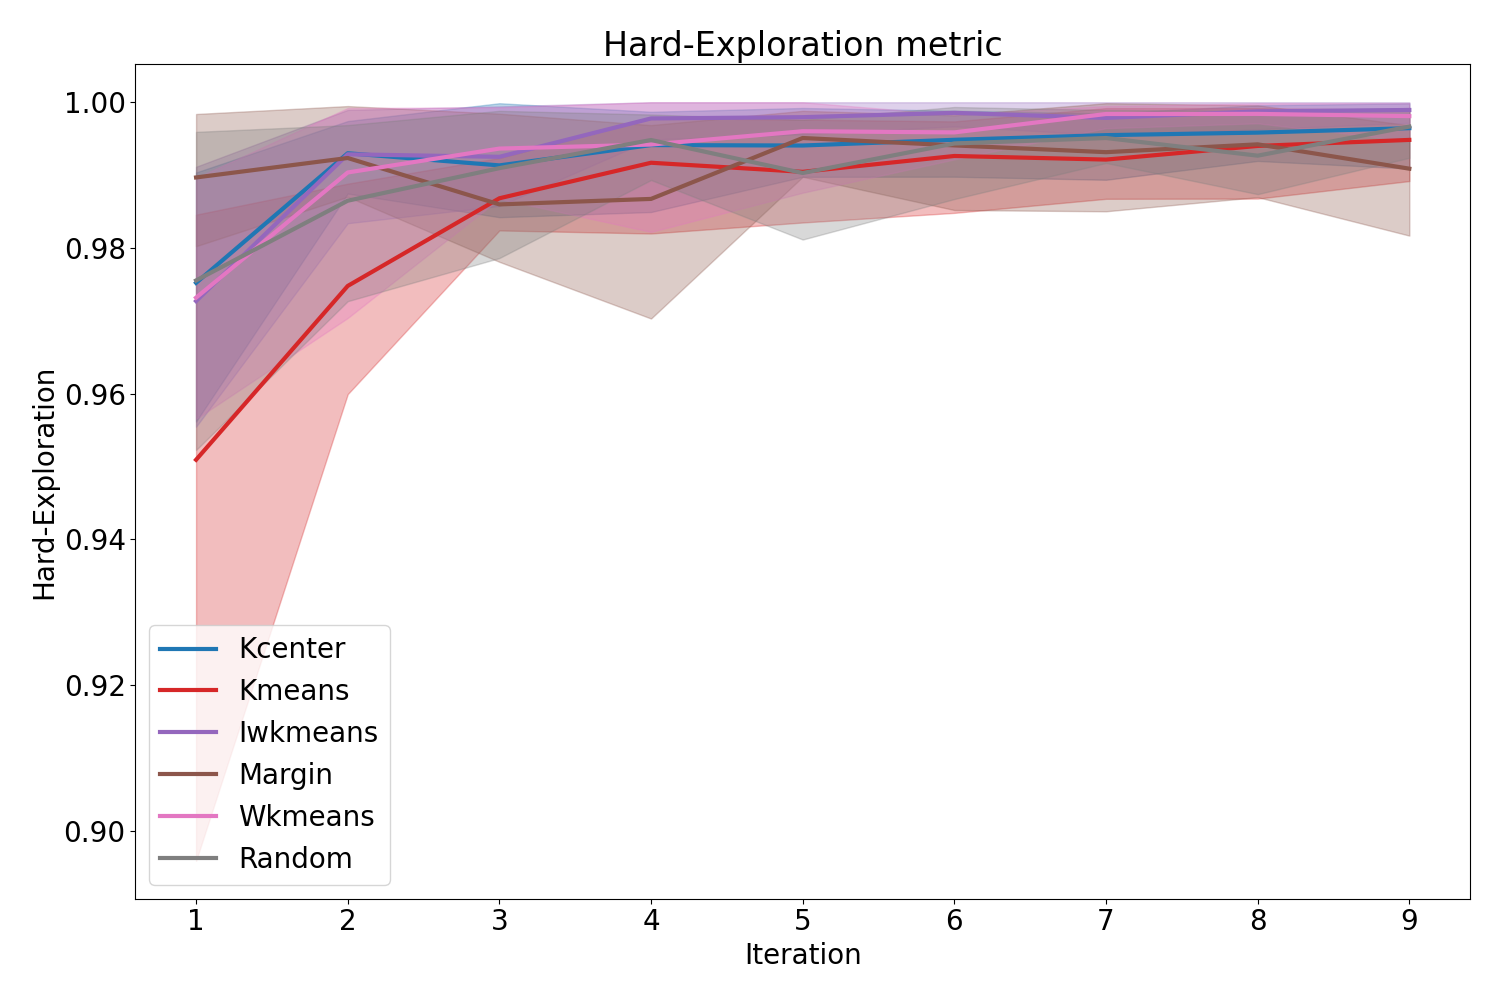 Hard-Exploration metric
Hard-Exploration
1.00
0.98
0.96
0.94
0.92
0.90
Kcenter
Kmeans
Iwkmeans
Margin
Wkmeans
Random
1 2 3 4 5 6 7 8 9
Iteration